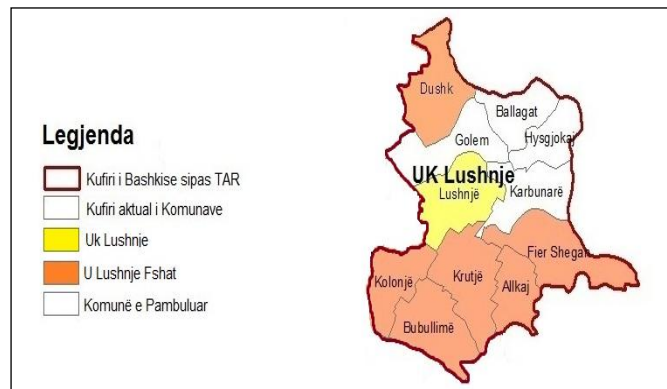 Legjenda
Kufiri i Bashkise sipas TAR
Kufiri aktual i Komunave
Uk Lushnje
U Lushnje Fshat
Komunë e Pambuluar
Dushk
Ballagat
Golem
Hysgjokaj
UK Lushnje
Lushnjë
Karbunarë
Fier Shegan
Kolonjë
Krutjë
Allkaj
Bubullimë